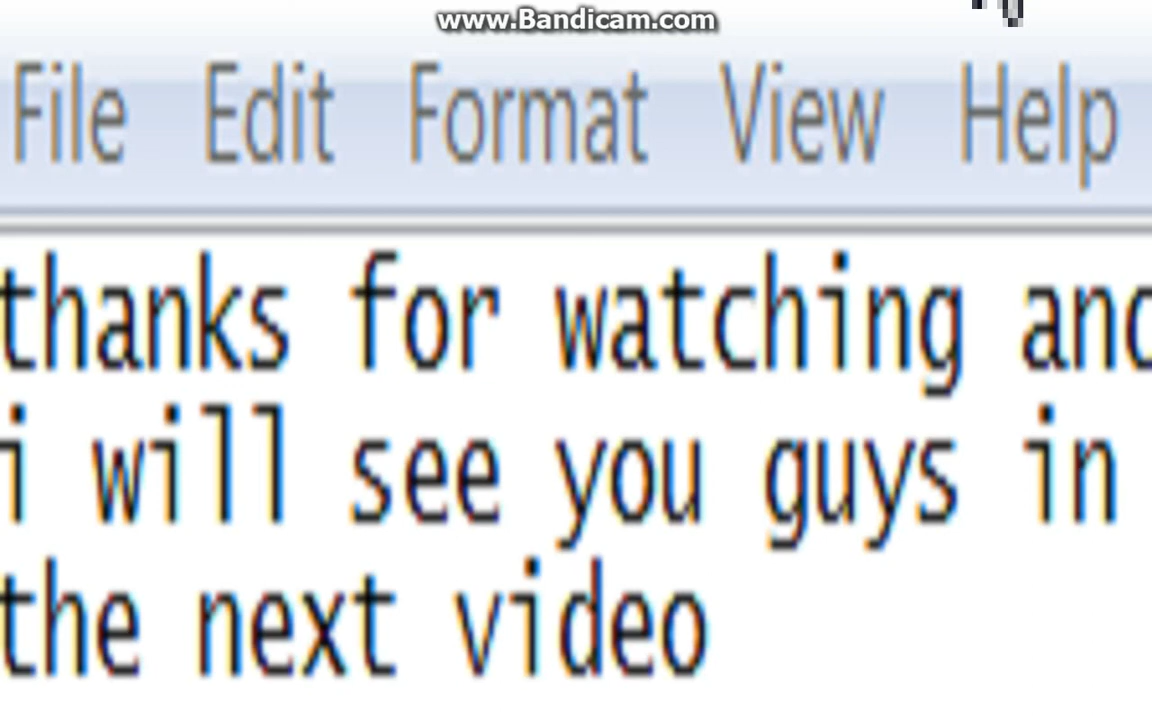 www.Bandicam.com
File Edit Format View Help
thanks for watching and
i will see you guys in
the next video